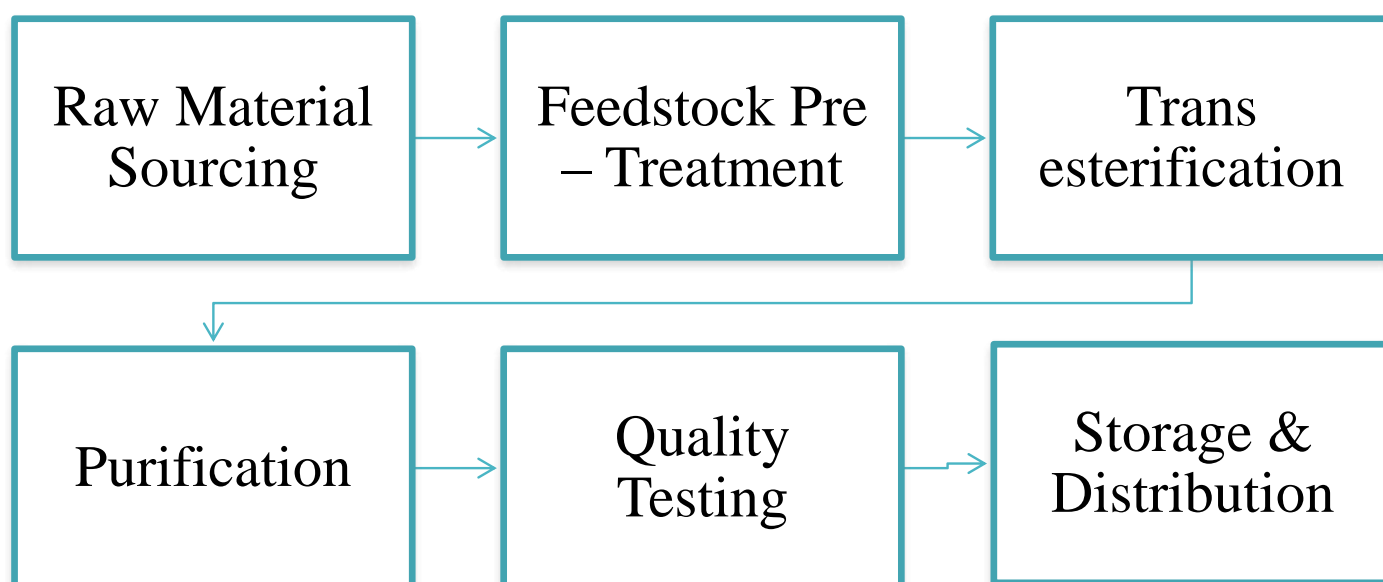 Raw Material
Sourcing
Feedstock Pre
– Treatment
Trans
esterification
Purification
Quality
Testing
Storage &
Distribution